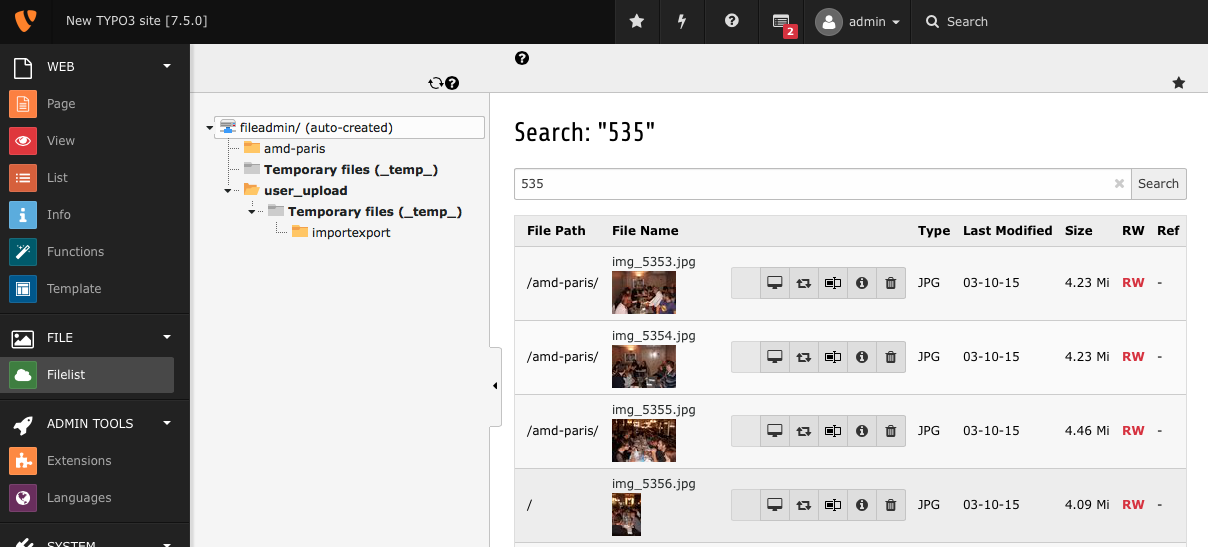 New TYPO3 site [7.5.0]
2
admin
Search
WEB
Page
View
List
Info
Functions
Template
FILE
Filelist
ADMIN TOOLS
Extensions
Languages
SYSTEM
fileadmin/ (auto-created)
amd-paris
Temporary files (_temp_)
user_upload
Temporary files (_temp_)
importexport
Search: "535"
535
Search
File Path File Name Type Last Modified Size RW Ref
img_5353.jpg
/amd-paris/ JPG 03-10-15 4.23 Mi RW -
img_5354.jpg
/amd-paris/ JPG 03-10-15 4.23 Mi RW -
img_5355.jpg
/amd-paris/ JPG 03-10-15 4.46 Mi RW -
img_5356.jpg
/ JPG 03-10-15 4.09 Mi RW -